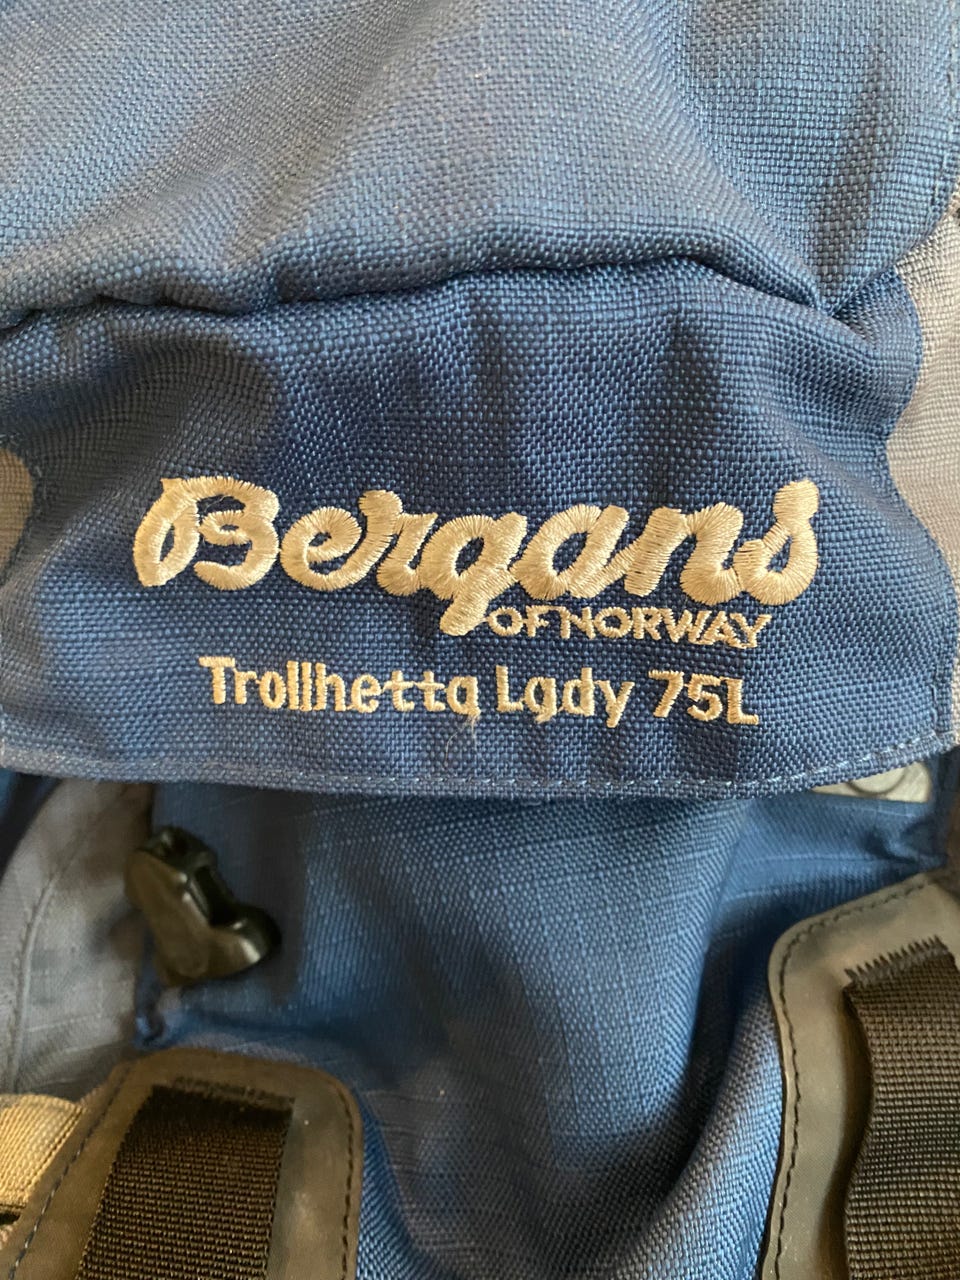 Bergans
OF NORWAY
Trollhetta Lady 75L